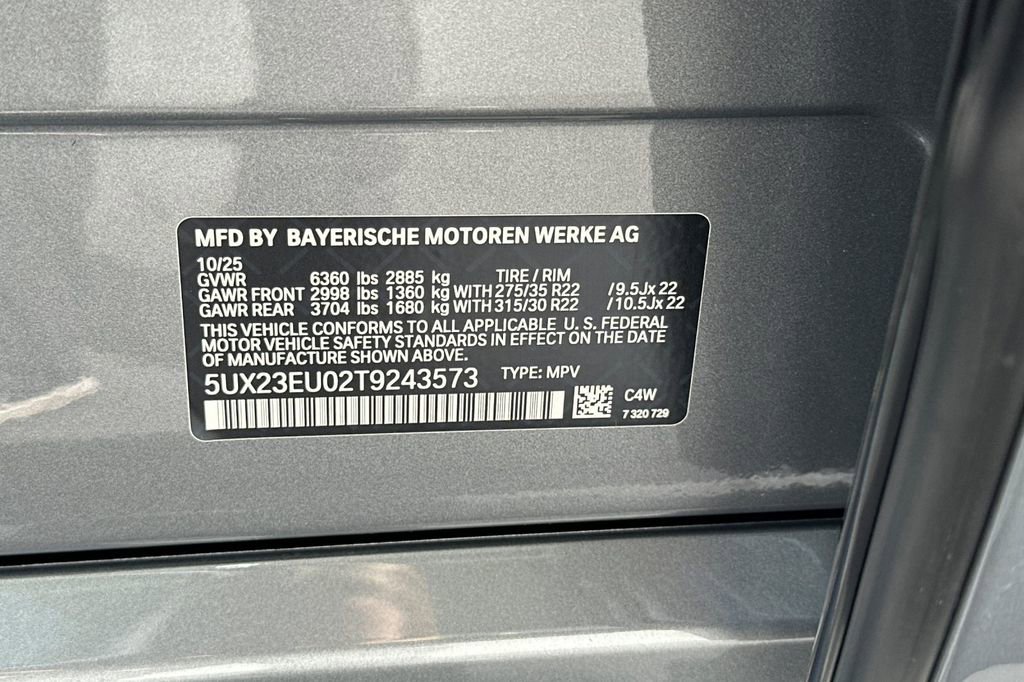 MFD BY BAYERISCHE MOTOREN WERKE AG
10/25
GVWR 6360 lbs 2885 kg TIRE / RIM
GAWR FRONT 2998 lbs 1360 kg WITH 275/35 R22 /9.5Jx 22
GAWR REAR 3704 lbs 1680 kg WITH 315/30 R22 /10.5Jx 22
THIS VEHICLE CONFORMS TO ALL APPLICABLE U. S. FEDERAL
MOTOR VEHICLE SAFETY STANDARDS IN EFFECT ON THE DATE
OF MANUFACTURE SHOWN ABOVE.
5UX23EU02T9243573 TYPE: MPV
C4W
7 320 729